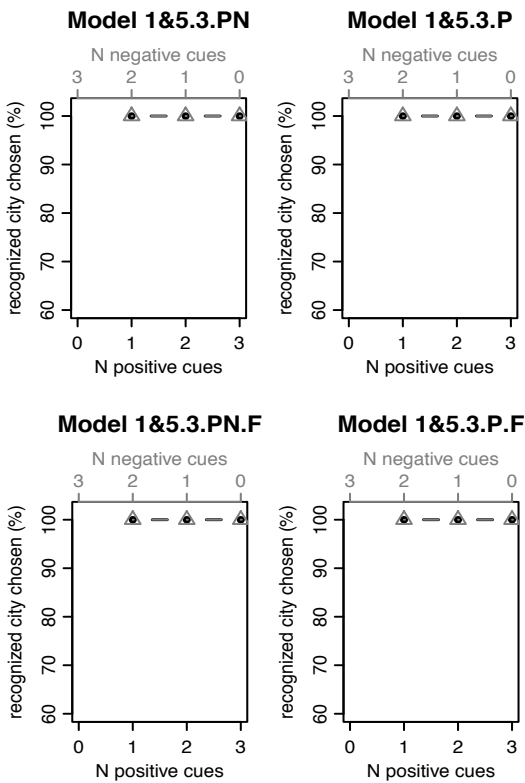 Model 1&5.3.PN
N negative cues
3 2 1 0
recognized city chosen (%)
100
90
80
70
60
0 1 2 3
N positive cues
Model 1&5.3.P
N negative cues
3 2 1 0
recognized city chosen (%)
100
90
80
70
60
0 1 2 3
N positive cues
Model 1&5.3.PN.F
N negative cues
3 2 1 0
recognized city chosen (%)
100
90
80
70
60
0 1 2 3
N positive cues
Model 1&5.3.P.F
N negative cues
3 2 1 0
recognized city chosen (%)
100
90
80
70
60
0 1 2 3
N positive cues